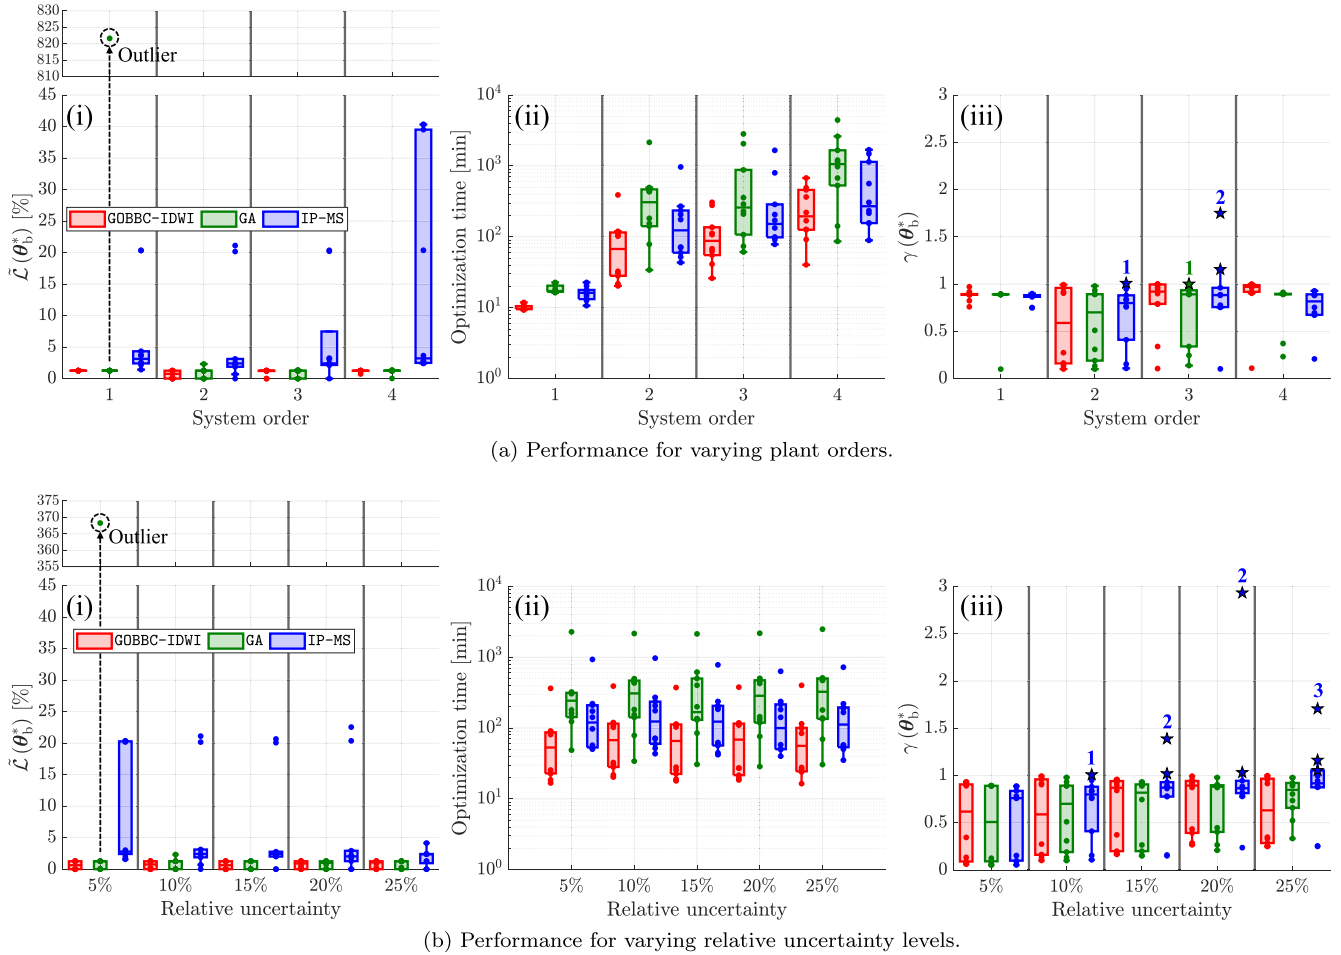 830
825
820
815
810
Outlier
45
40
35
30
25
20
15
10
5
0
(i)
GOBBC-IDWI GA IP-MS
L̃(θ*b) [%]
1 2 3 4
System order
10^4
10^3
10^2
10^1
10^0
(ii)
Optimization time [min]
1 2 3 4
System order
3
2.5
2
1.5
1
0.5
0
(iii)
γ(θ*b)
1
1
2
1 2 3 4
System order
(a) Performance for varying plant orders.
375
370
365
360
355
Outlier
45
40
35
30
25
20
15
10
5
0
(i)
GOBBC-IDWI GA IP-MS
L̃(θ*b) [%]
5% 10% 15% 20% 25%
Relative uncertainty
10^4
10^3
10^2
10^1
10^0
(ii)
Optimization time [min]
5% 10% 15% 20% 25%
Relative uncertainty
3
2.5
2
1.5
1
0.5
0
(iii)
γ(θ*b)
1
2
2
3
5% 10% 15% 20% 25%
Relative uncertainty
(b) Performance for varying relative uncertainty levels.